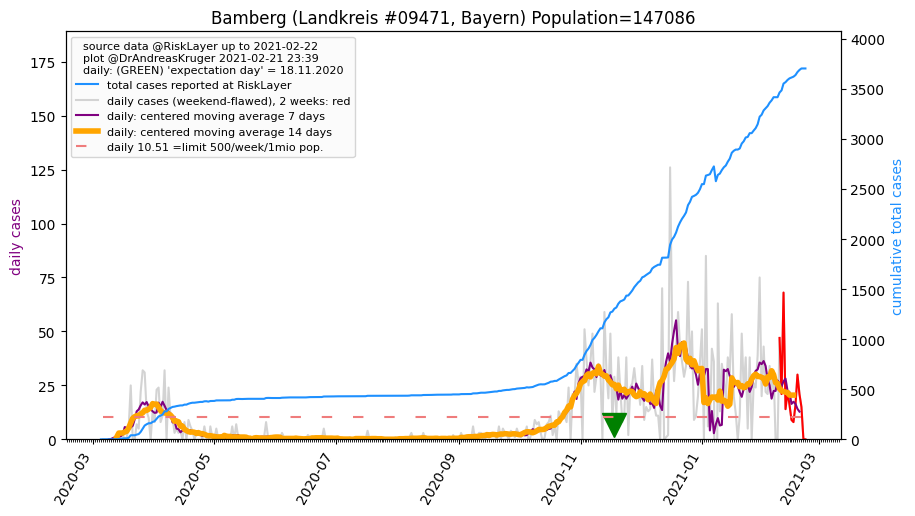 Bamberg (Landkreis #09471, Bayern) Population=147086
source data @RiskLayer up to 2021-02-22
plot @DrAndreasKruger 2021-02-21 23:39
daily: (GREEN) 'expectation day' = 18.11.2020
total cases reported at RiskLayer
daily cases (weekend-flawed), 2 weeks: red
daily: centered moving average 7 days
daily: centered moving average 14 days
daily 10.51 =limit 500/week/1mio pop.
daily cases
175
150
125
100
75
50
25
0
4000
3500
3000
2500
2000
1500
1000
500
0
cumulative total cases
2020-03
2020-05
2020-07
2020-09
2020-11
2021-01
2021-03